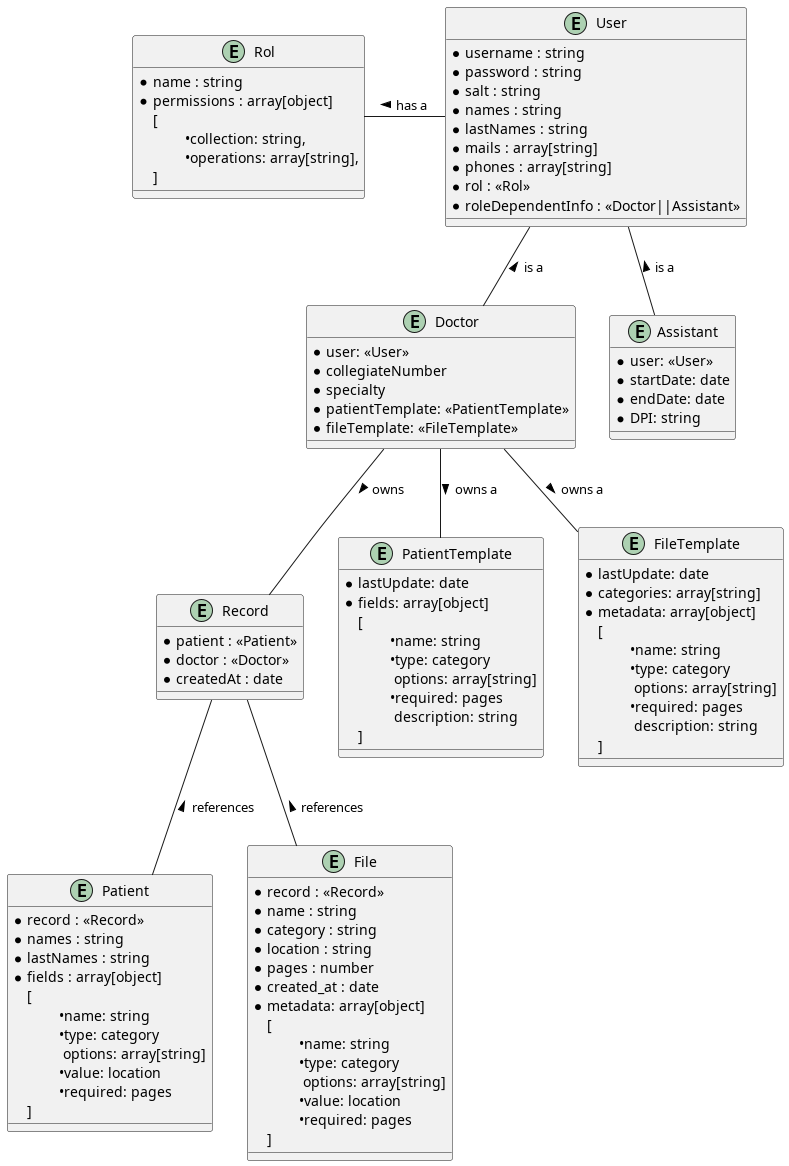 E User
* username : string
* password : string
* salt : string
* names : string
* lastNames : string
* mails : array[string]
* phones : array[string]
* rol : «Rol»
* roleDependentInfo : «Doctor||Assistant»
E Rol
* name : string
* permissions : array[object]
[
•collection: string,
•operations: array[string],
]
has a
is a
is a
E Doctor
* user: «User»
* collegiateNumber
* specialty
* patientTemplate: «PatientTemplate»
* fileTemplate: «FileTemplate»
E Assistant
* user: «User»
* startDate: date
* endDate: date
* DPI: string
owns
owns a
owns a
E Record
* patient : «Patient»
* doctor : «Doctor»
* createdAt : date
E PatientTemplate
* lastUpdate: date
* fields: array[object]
[
•name: string
•type: category
options: array[string]
•required: pages
description: string
]
E FileTemplate
* lastUpdate: date
* categories: array[string]
* metadata: array[object]
[
•name: string
•type: category
options: array[string]
•required: pages
description: string
]
references
references
E Patient
* record : «Record»
* names : string
* lastNames : string
* fields : array[object]
[
•name: string
•type: category
options: array[string]
•value: location
•required: pages
]
E File
* record : «Record»
* name : string
* category : string
* location : string
* pages : number
* created_at : date
* metadata: array[object]
[
•name: string
•type: category
options: array[string]
•value: location
•required: pages
]